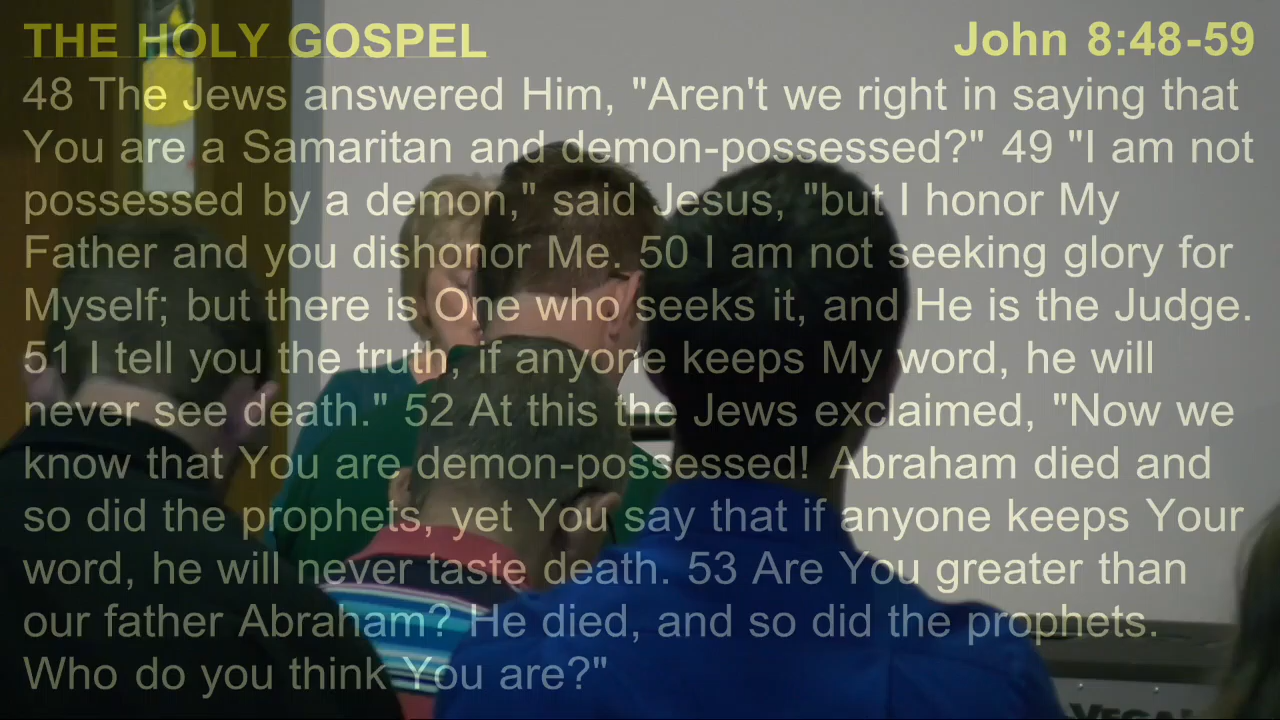 THE HOLY GOSPEL John 8:48-59
48 The Jews answered Him, "Aren't we right in saying that
You are a Samaritan and demon-possessed?" 49 "I am not
possessed by a demon," said Jesus, "but I honor My
Father and you dishonor Me. 50 I am not seeking glory for
Myself; but there is One who seeks it, and He is the Judge.
51 I tell you the truth, if anyone keeps My word, he will
never see death." 52 At this the Jews exclaimed, "Now we
know that You are demon-possessed! Abraham died and
so did the prophets, yet You say that if anyone keeps Your
word, he will never taste death. 53 Are You greater than
our father Abraham? He died, and so did the prophets.
Who do you think You are?"